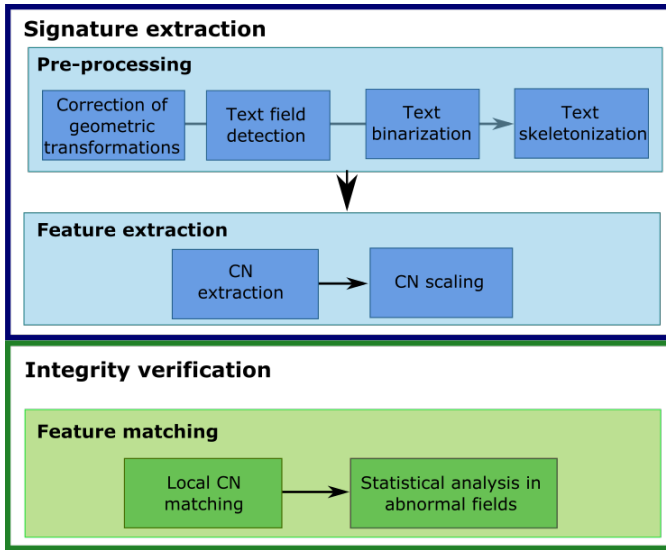 Signature extraction
Pre-processing
Correction of
geometric
transformations
Text field
detection
Text
binarization
Text
skeletonization
Feature extraction
CN
extraction
CN scaling
Integrity verification
Feature matching
Local CN
matching
Statistical analysis in
abnormal fields